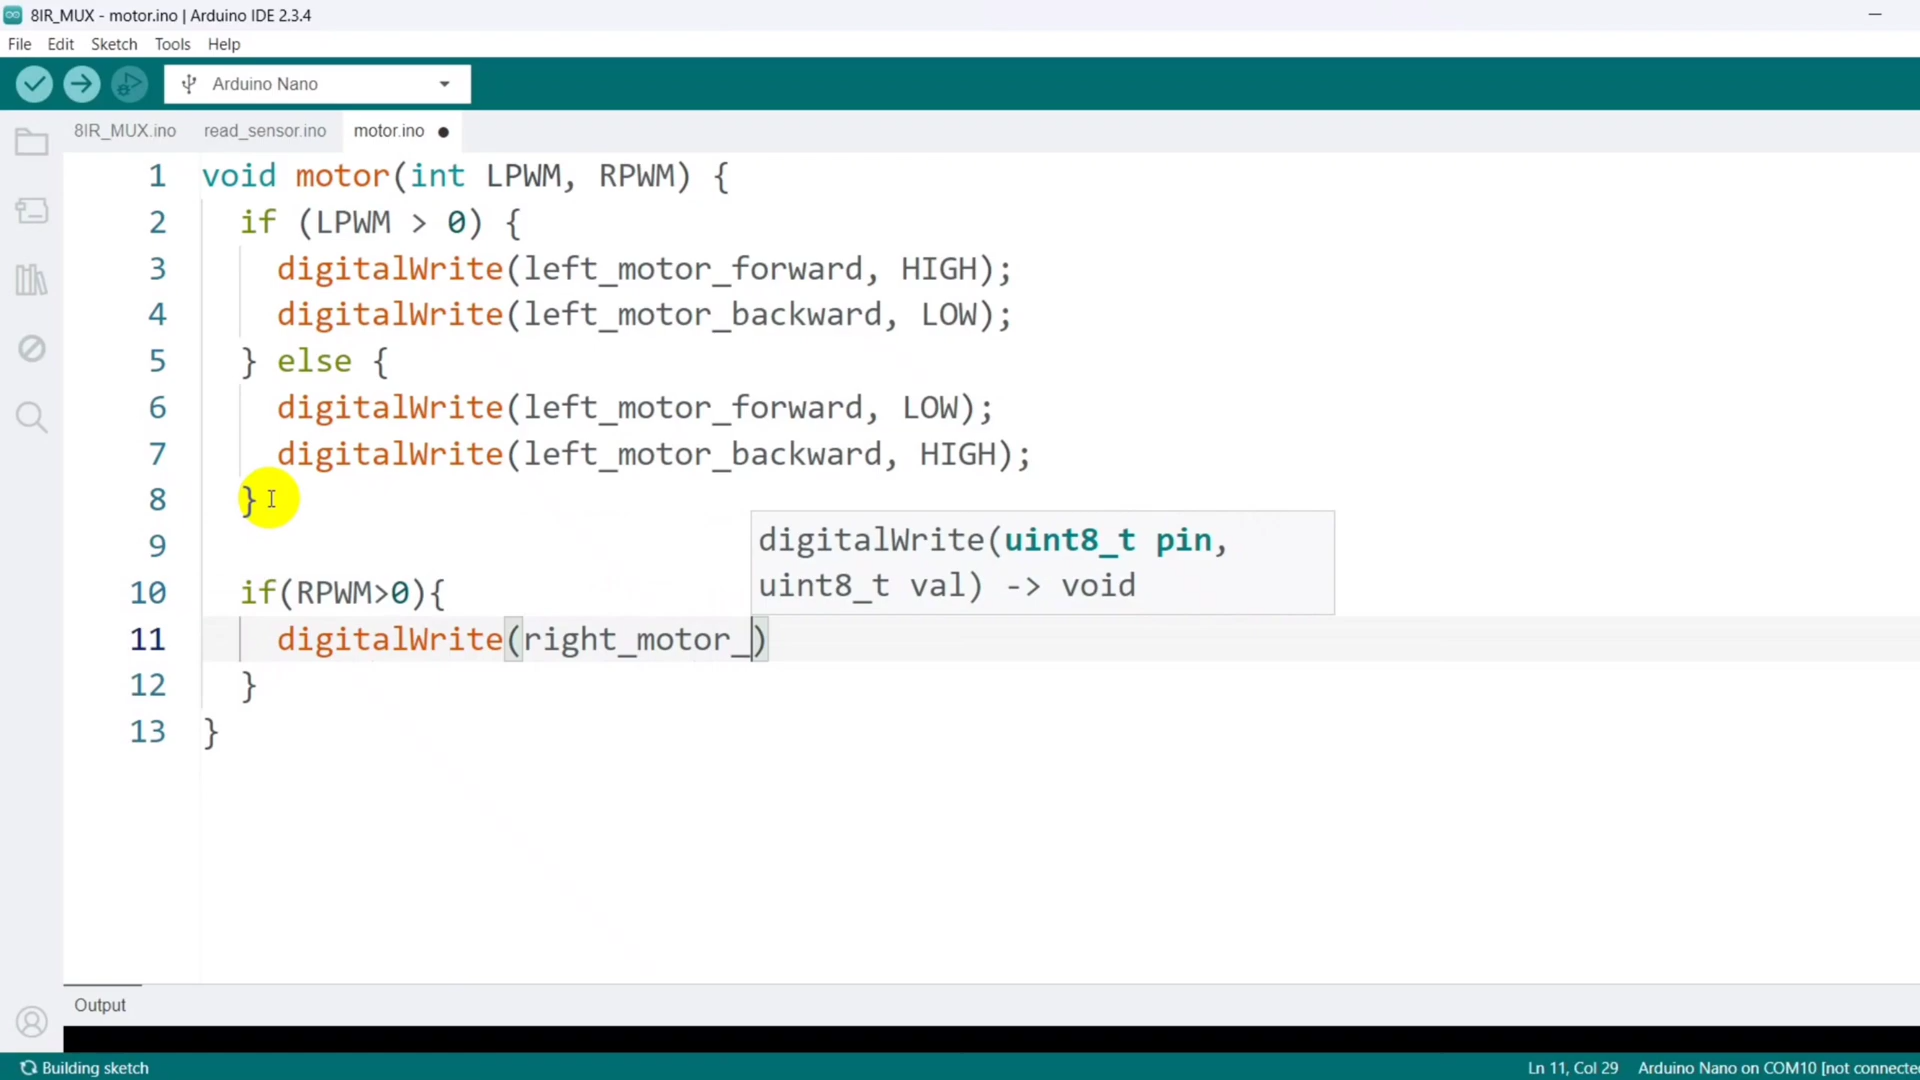 8IR_MUX - motor.ino | Arduino IDE 2.3.4
File Edit Sketch Tools Help
Arduino Nano
8IR_MUX.ino read_sensor.ino motor.ino
1 void motor(int LPWM, RPWM) {
2 if (LPWM > 0) {
3 digitalWrite(left_motor_forward, HIGH);
4 digitalWrite(left_motor_backward, LOW);
5 } else {
6 digitalWrite(left_motor_forward, LOW);
7 digitalWrite(left_motor_backward, HIGH);
8 }
9
digitalWrite(uint8_t pin,
uint8_t val) -> void
10 if(RPWM>0){
11 digitalWrite(right_motor_)
12 }
13 }
Output
Building sketch Ln 11, Col 29 Arduino Nano on COM10 [not connected